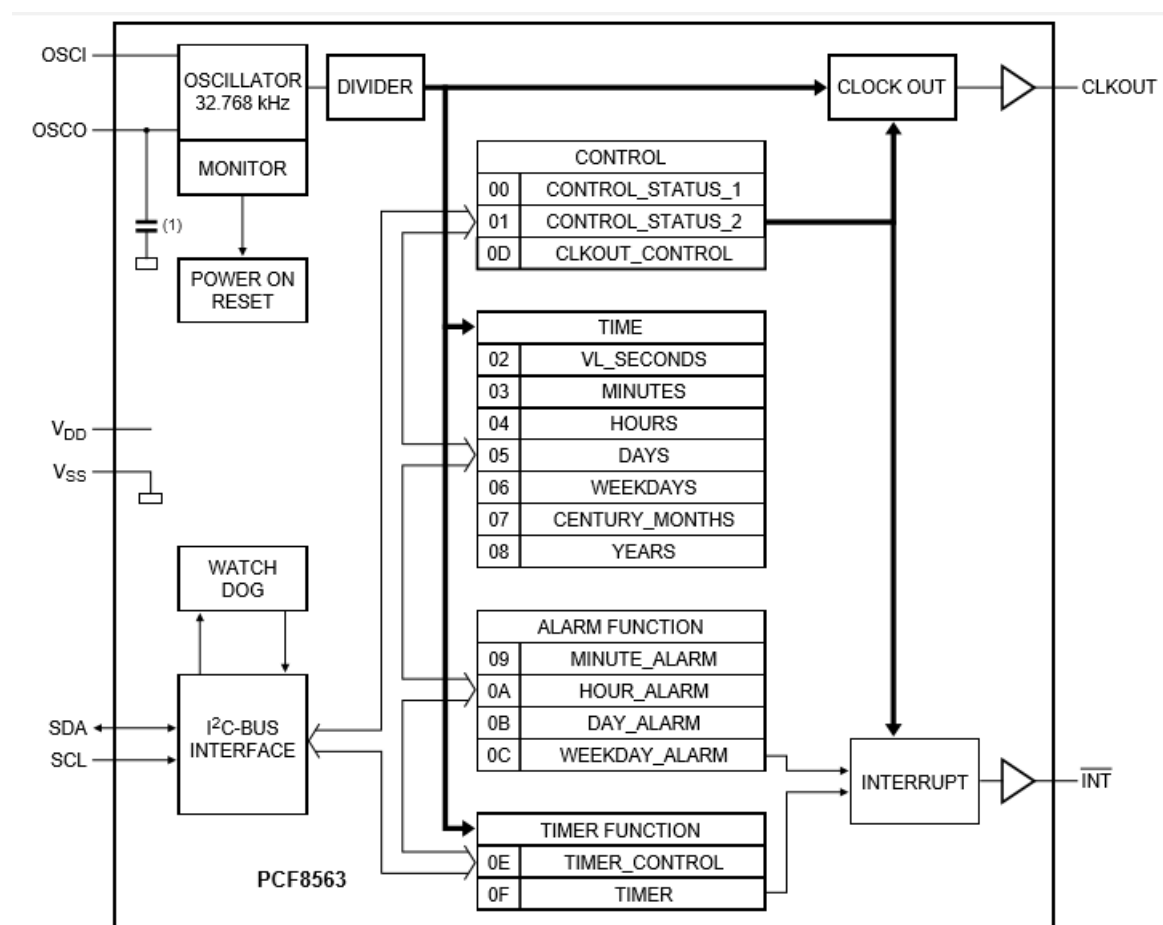 OSCI
OSCILLATOR
32.768 kHz
DIVIDER
CLOCK OUT
CLKOUT
OSCO
MONITOR
(1)
POWER ON
RESET
CONTROL
00 CONTROL_STATUS_1
01 CONTROL_STATUS_2
0D CLKOUT_CONTROL
TIME
02 VL_SECONDS
03 MINUTES
04 HOURS
05 DAYS
06 WEEKDAYS
07 CENTURY_MONTHS
08 YEARS
VDD
VSS
WATCH
DOG
ALARM FUNCTION
09 MINUTE_ALARM
0A HOUR_ALARM
0B DAY_ALARM
0C WEEKDAY_ALARM
SDA
SCL
I²C-BUS
INTERFACE
INTERRUPT
INT
TIMER FUNCTION
0E TIMER_CONTROL
0F TIMER
PCF8563